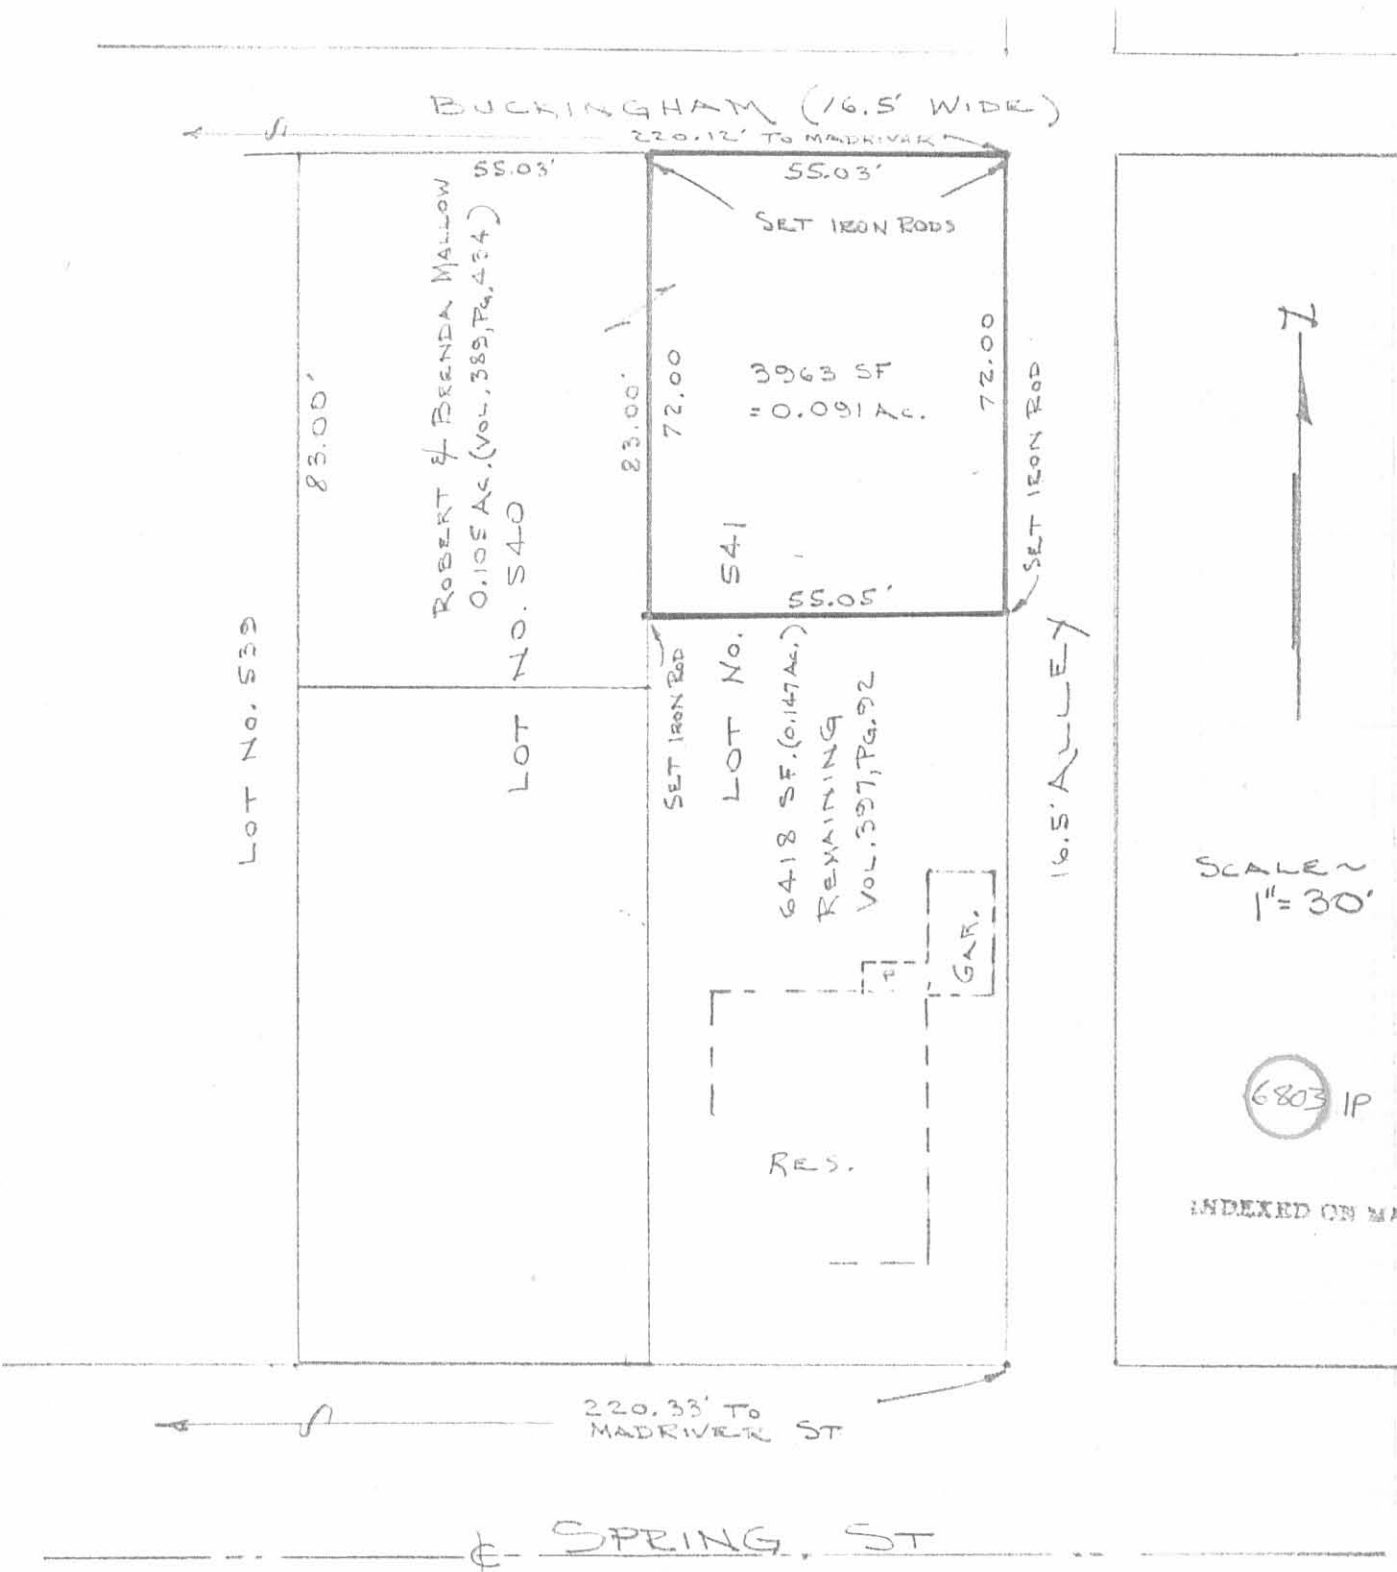 BUCKINGHAM (16.5' WIDE)
220.12' TO MADRIVER
55.03'
55.03'
SET IRON RODS
ROBERT & BRENDA MALLOW
0.105 AC. (VOL, 389, PG, 434)
LOT NO. 540
83.00'
83.00'
72.00
3963 SF
= 0.091 AC.
72.00
SET IRON ROD
55.05'
LOT NO. 539
SET IRON ROD
LOT NO. 541
6418 SF. (0.147 AC.)
REMAINING
VOL. 397, PG. 92
16.5' ALLEY
GAR.
RES.
N
SCALE ~
1" = 30'
6803 IP
INDEXED ON MA
220.33' TO
MADRIVER ST
₵ SPRING. ST